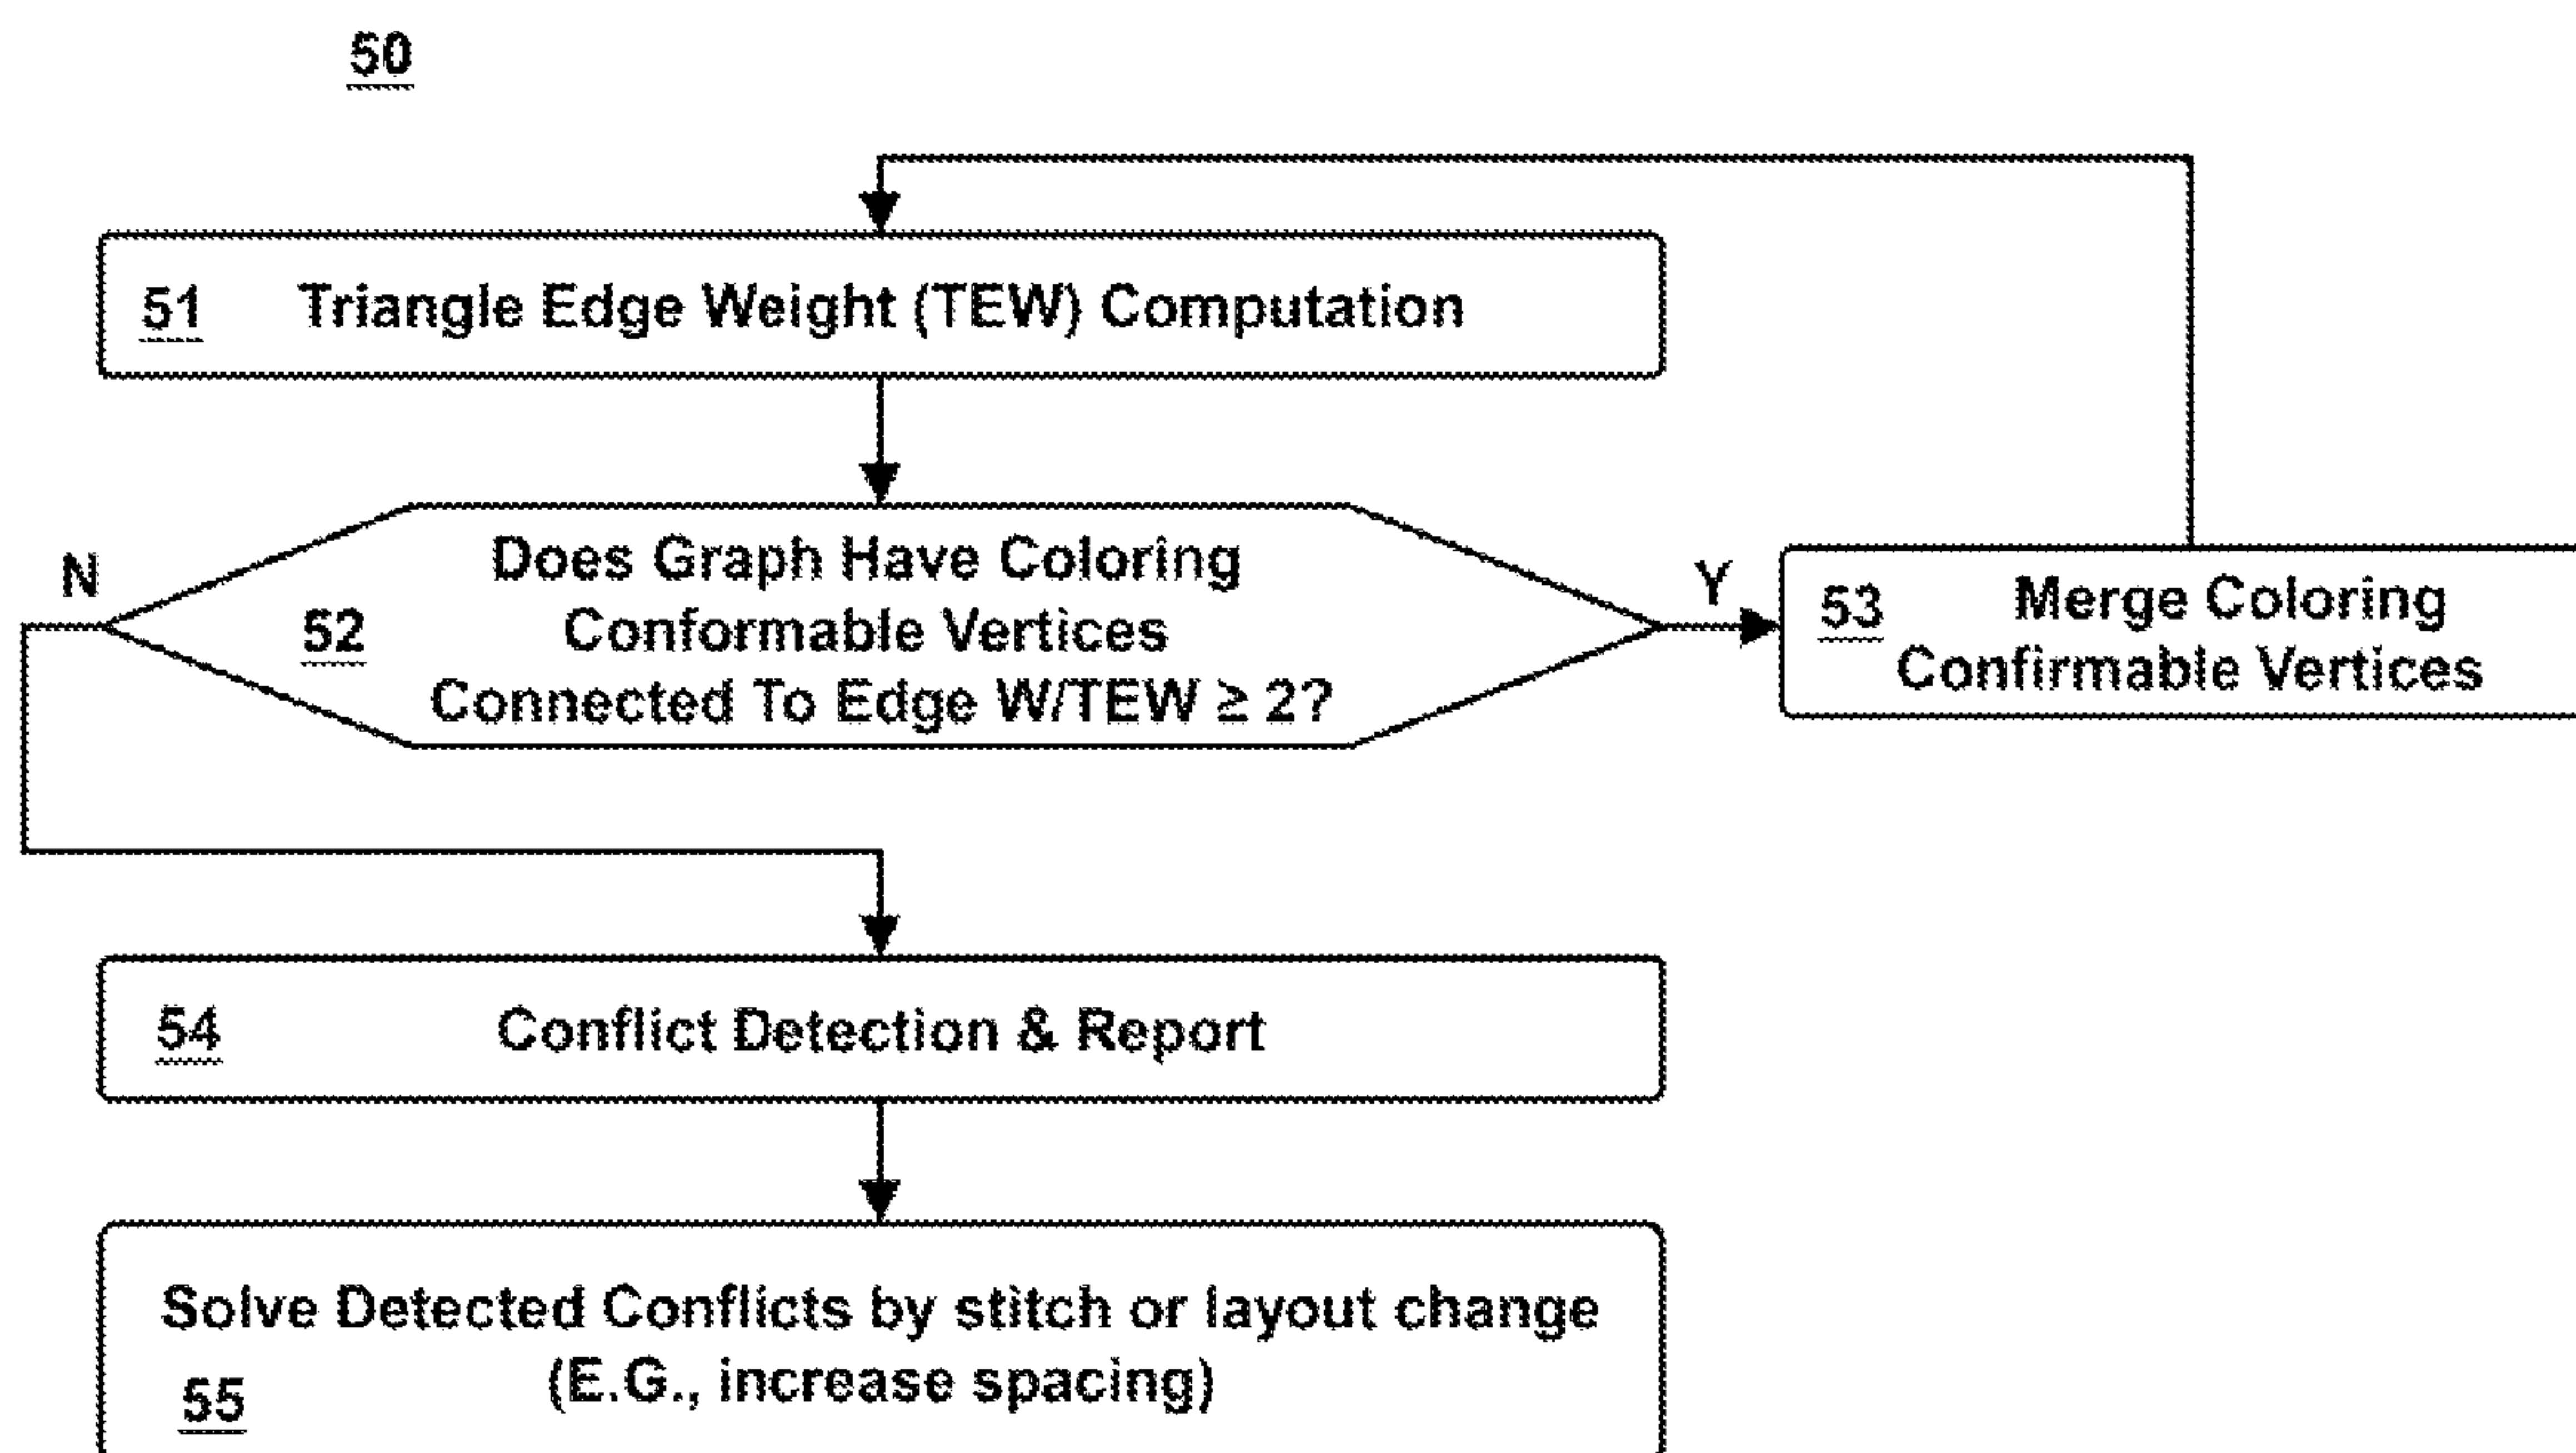 50
51 Triangle Edge Weight (TEW) Computation
N
Does Graph Have Coloring
52 Conformable Vertices
Connected To Edge W/TEW ≥ 2?
Y
53 Merge Coloring
Confirmable Vertices
54 Conflict Detection & Report
Solve Detected Conflicts by stitch or layout change
(E.G., increase spacing)
55